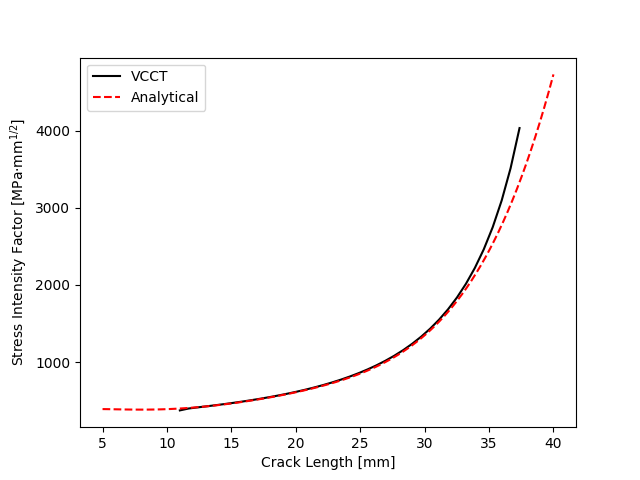 VCCT
Analytical
Stress Intensity Factor [MPa·mm^1/2]
4000
3000
2000
1000
5 10 15 20 25 30 35 40
Crack Length [mm]